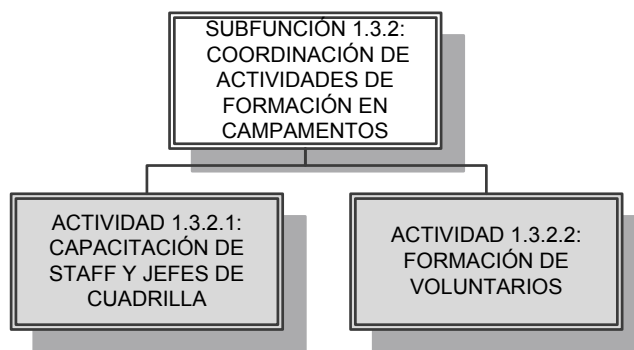 SUBFUNCIÓN 1.3.2:
COORDINACIÓN DE
ACTIVIDADES DE
FORMACIÓN EN
CAMPAMENTOS
ACTIVIDAD 1.3.2.1:
CAPACITACIÓN DE
STAFF Y JEFES DE
CUADRILLA
ACTIVIDAD 1.3.2.2:
FORMACIÓN DE
VOLUNTARIOS